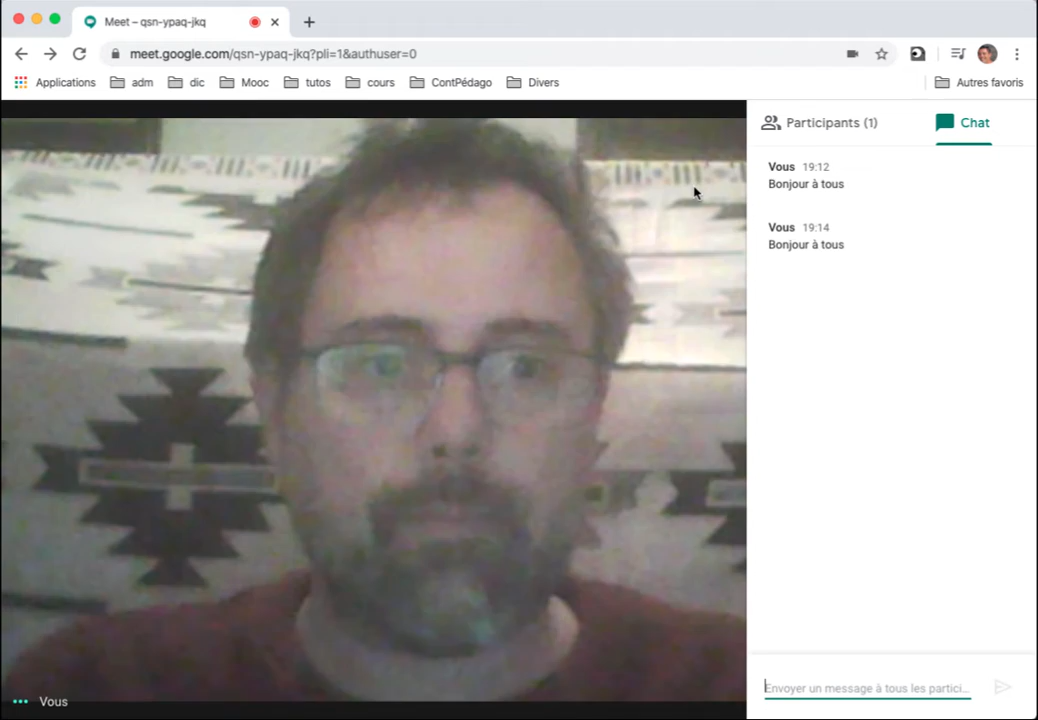 Meet – qsn-ypaq-jkq
meet.google.com/qsn-ypaq-jkq?pli=1&authuser=0
Applications adm dic Mooc tutos cours ContPédago Divers Autres favoris
Participants (1) Chat
Vous 19:12
Bonjour à tous
Vous 19:14
Bonjour à tous
Envoyer un message à tous les partici...
Vous